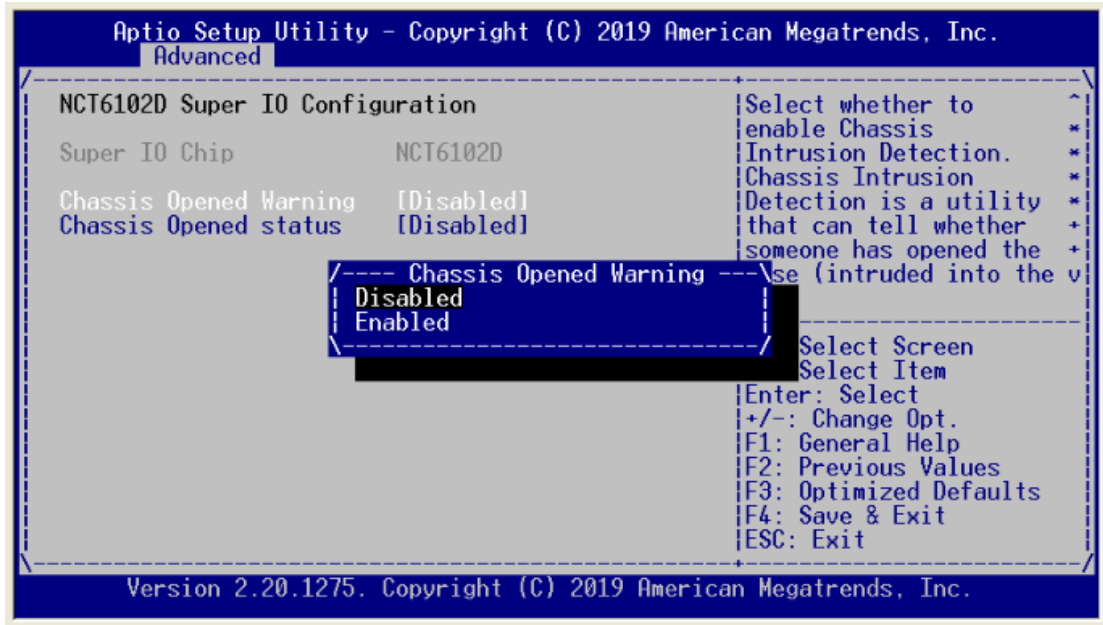 Aptio Setup Utility – Copyright (C) 2019 American Megatrends, Inc.
Advanced
NCT6102D Super IO Configuration
Super IO Chip NCT6102D
Chassis Opened Warning [Disabled]
Chassis Opened status [Disabled]
Select whether to
enable Chassis
Intrusion Detection.
Chassis Intrusion
Detection is a utility
that can tell whether
someone has opened the
(intruded into the
Chassis Opened Warning
Disabled
Enabled
Select Screen
Select Item
Enter: Select
+/-: Change Opt.
F1: General Help
F2: Previous Values
F3: Optimized Defaults
F4: Save & Exit
ESC: Exit
Version 2.20.1275. Copyright (C) 2019 American Megatrends, Inc.